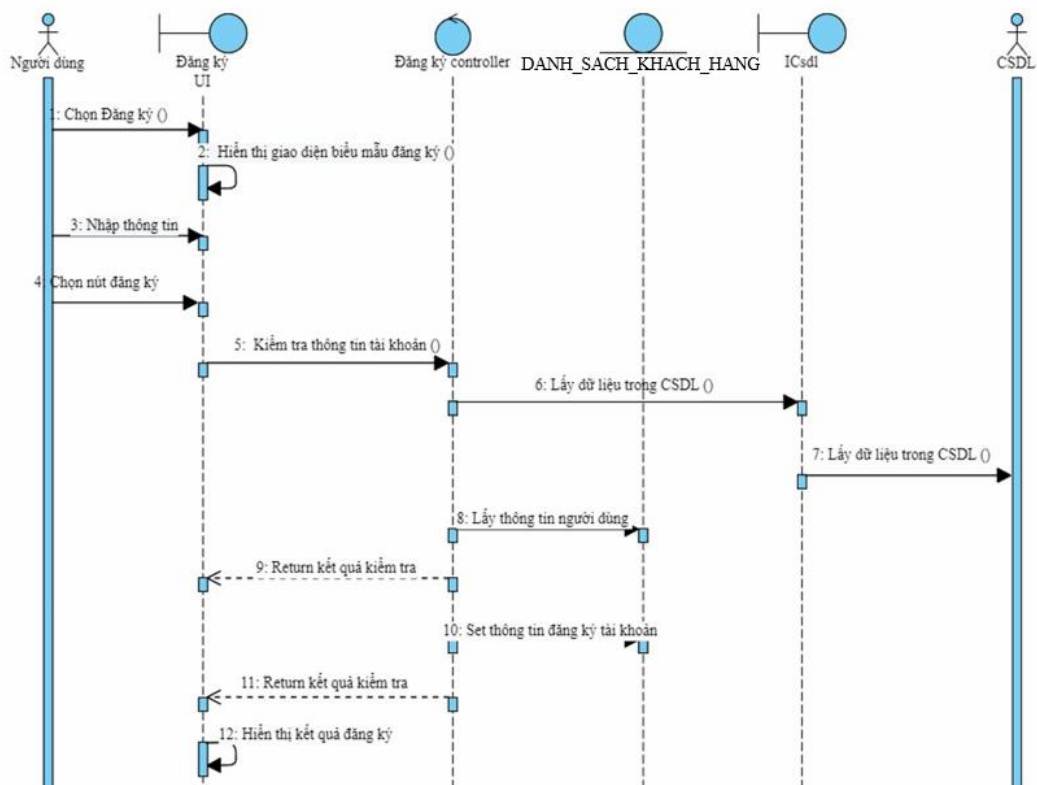 Người dùng
Đăng ký
UI
Đăng ký controller
DANH_SACH_KHACH_HANG
ICsdl
CSDL
1: Chọn Đăng ký ()
2: Hiển thị giao diện biểu mẫu đăng ký ()
3: Nhập thông tin
4: Chọn nút đăng ký
5: Kiểm tra thông tin tài khoản ()
6: Lấy dữ liệu trong CSDL ()
7: Lấy dữ liệu trong CSDL ()
8: Lấy thông tin người dùng
9: Return kết quả kiểm tra
10: Set thông tin đăng ký tài khoản
11: Return kết quả kiểm tra
12: Hiển thị kết quả đăng ký